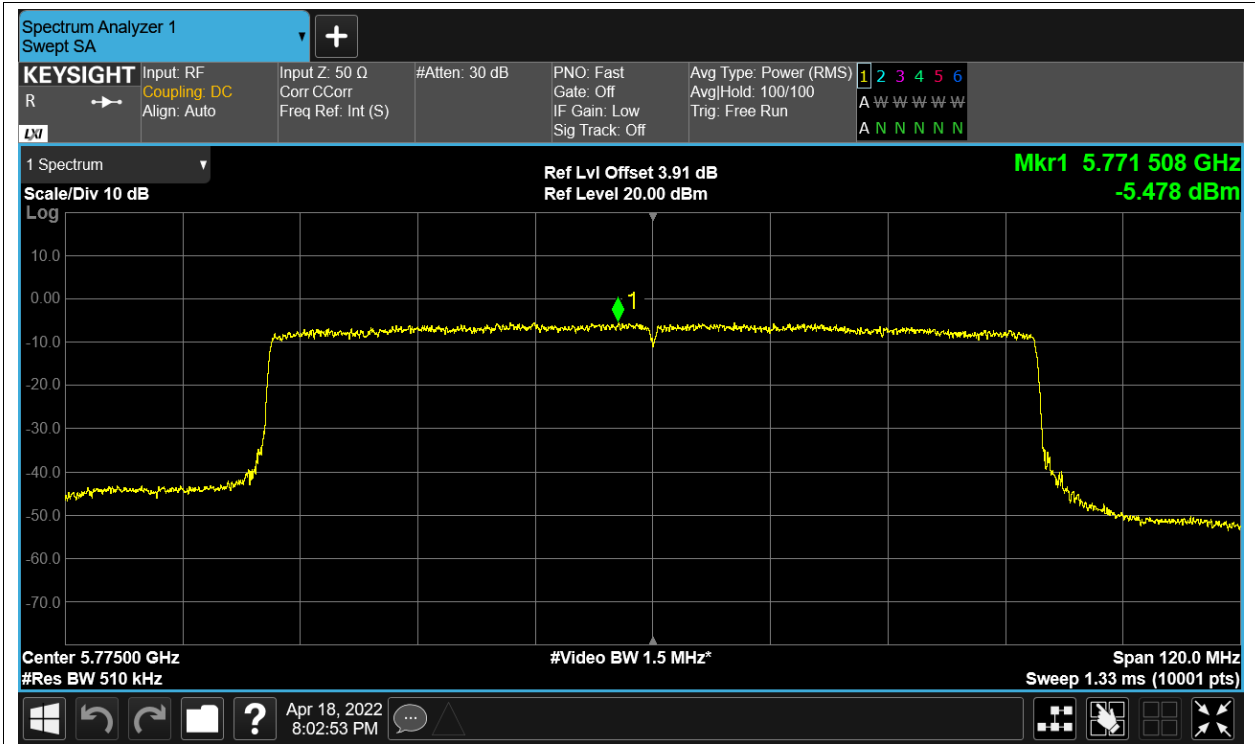 Spectrum Analyzer 1
Swept SA
KEYSIGHT
R
LXI
Input: RF
Coupling: DC
Align: Auto
Input Z: 50 Ω
Corr CCorr
Freq Ref: Int (S)
#Atten: 30 dB
PNO: Fast
Gate: Off
IF Gain: Low
Sig Track: Off
Avg Type: Power (RMS)
Avg|Hold: 100/100
Trig: Free Run
1 2 3 4 5 6
A W W W W W
A N N N N N
1 Spectrum
Scale/Div 10 dB
Log
Ref Lvl Offset 3.91 dB
Ref Level 20.00 dBm
Mkr1 5.771 508 GHz
-5.478 dBm
10.0
0.00
-10.0
-20.0
-30.0
-40.0
-50.0
-60.0
-70.0
1
Center 5.77500 GHz
#Res BW 510 kHz
#Video BW 1.5 MHz*
Span 120.0 MHz
Sweep 1.33 ms (10001 pts)
?
Apr 18, 2022
8:02:53 PM